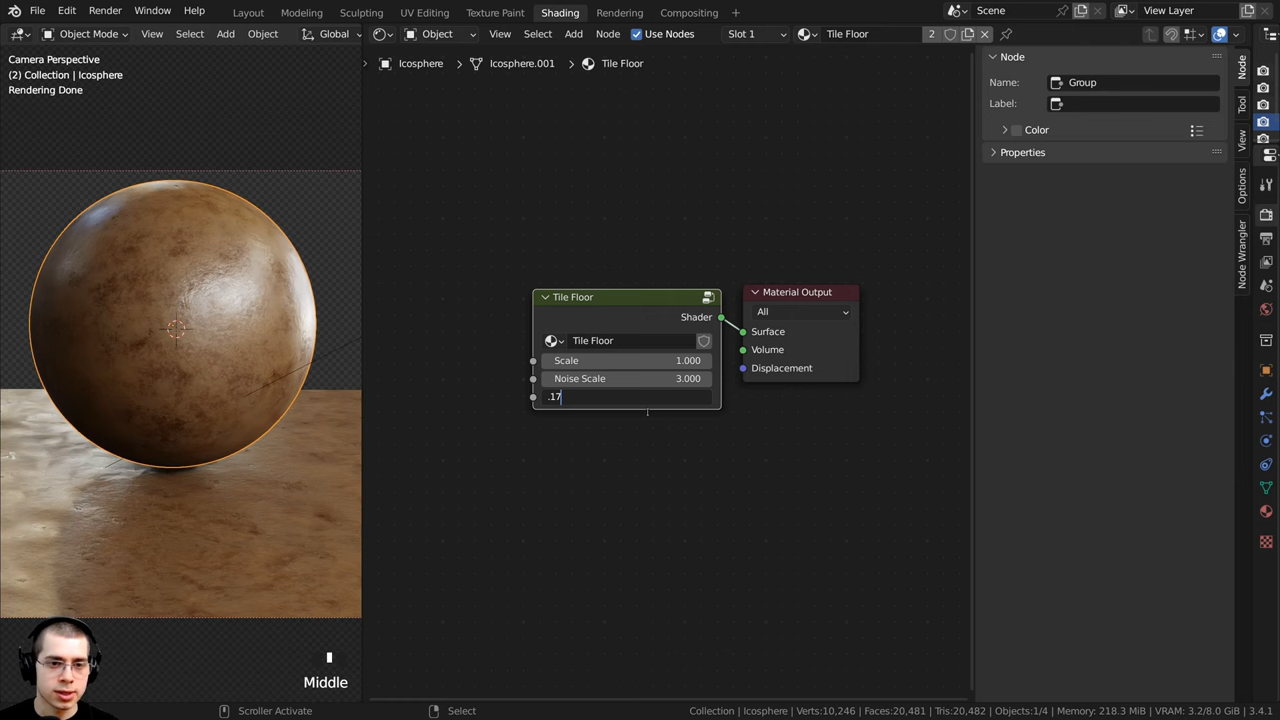 File Edit Render Window Help Layout Modeling Sculpting UV Editing Texture Paint Shading Rendering Compositing + Scene View Layer
Object Mode View Select Add Object Global Object View Select Add Node Use Nodes Slot 1 Tile Floor 2
Camera Perspective
(2) Collection | Icosphere
Rendering Done
Icosphere > Icosphere.001 > Tile Floor
Node
Name: Group
Label:
Color
Properties
Node
Tool
View
Options
Node Wrangler
Tile Floor
Shader
Tile Floor
Scale 1.000
Noise Scale 3.000
.17
Material Output
All
Surface
Volume
Displacement
Middle
Scroller Activate Select Collection | Icosphere | Verts:10,246 | Faces:20,481 | Tris:20,482 | Objects:1/4 | Memory: 218.3 MiB | VRAM: 3.2/8.0 GiB | 3.4.1